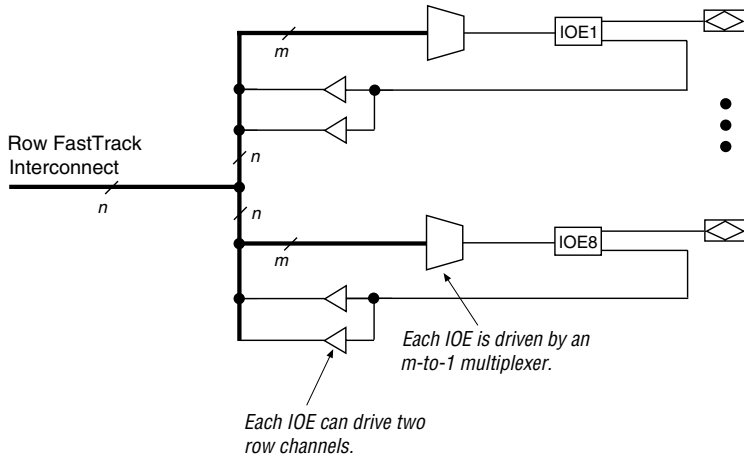 m
IOE1
Row FastTrack
Interconnect
n
n
n
m
IOE8
Each IOE is driven by an
m-to-1 multiplexer.
Each IOE can drive two
row channels.